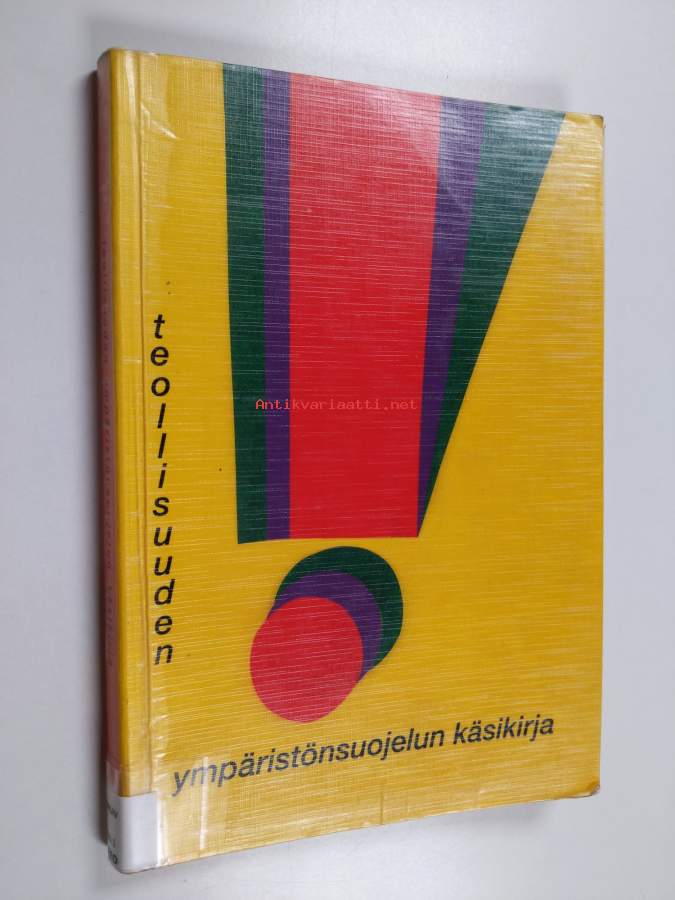 teollisuuden
ympäristönsuojelun käsikirja
Antikvariaatti.net